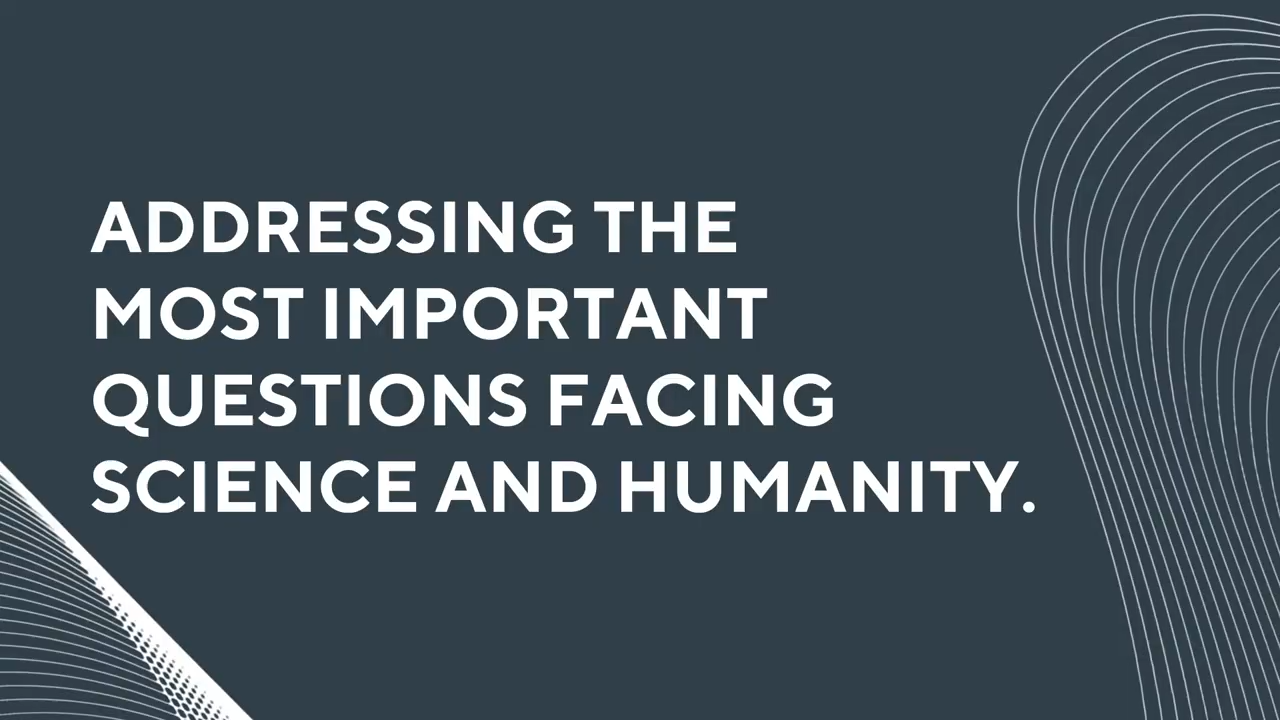 ADDRESSING THE
MOST IMPORTANT
QUESTIONS FACING
SCIENCE AND HUMANITY.